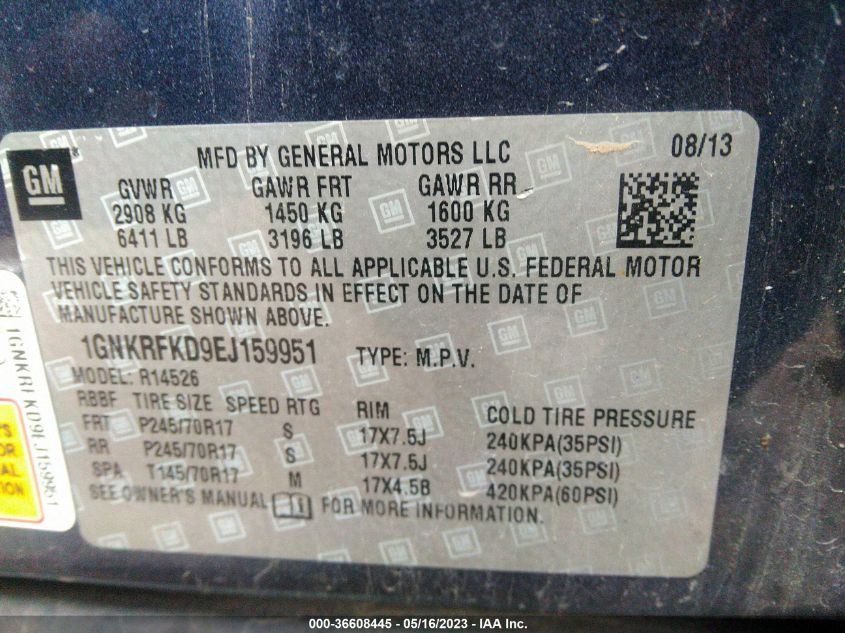 GM®
MFD BY GENERAL MOTORS LLC 08/13
GVWR GAWR FRT GAWR RR
2908 KG 1450 KG 1600 KG
6411 LB 3196 LB 3527 LB
THIS VEHICLE CONFORMS TO ALL APPLICABLE U.S. FEDERAL MOTOR
VEHICLE SAFETY STANDARDS IN EFFECT ON THE DATE OF
MANUFACTURE SHOWN ABOVE.
1GNKRFKD9EJ159951 TYPE: M.P.V.
MODEL: R14526
RBBF TIRE SIZE SPEED RTG RIM COLD TIRE PRESSURE
FRT P245/70R17 S 17X7.5J 240KPA(35PSI)
RR P245/70R17 S 17X7.5J 240KPA(35PSI)
SPA T145/70R17 M 17X4.5B 420KPA(60PSI)
SEE OWNER'S MANUAL FOR MORE INFORMATION.
1GNKRFKD9EJ159951
000-36608445 - 05/16/2023 - IAA Inc.